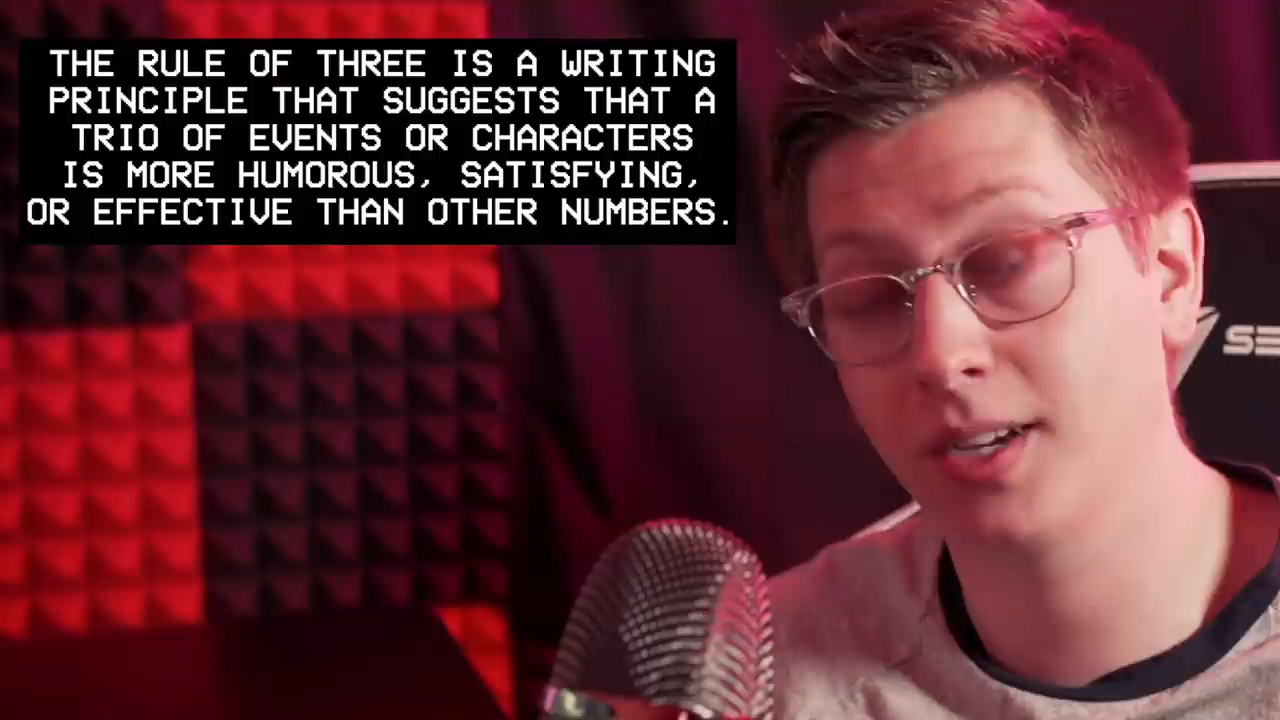 THE RULE OF THREE IS A WRITING
PRINCIPLE THAT SUGGESTS THAT A
TRIO OF EVENTS OR CHARACTERS
IS MORE HUMOROUS, SATISFYING,
OR EFFECTIVE THAN OTHER NUMBERS.
SE